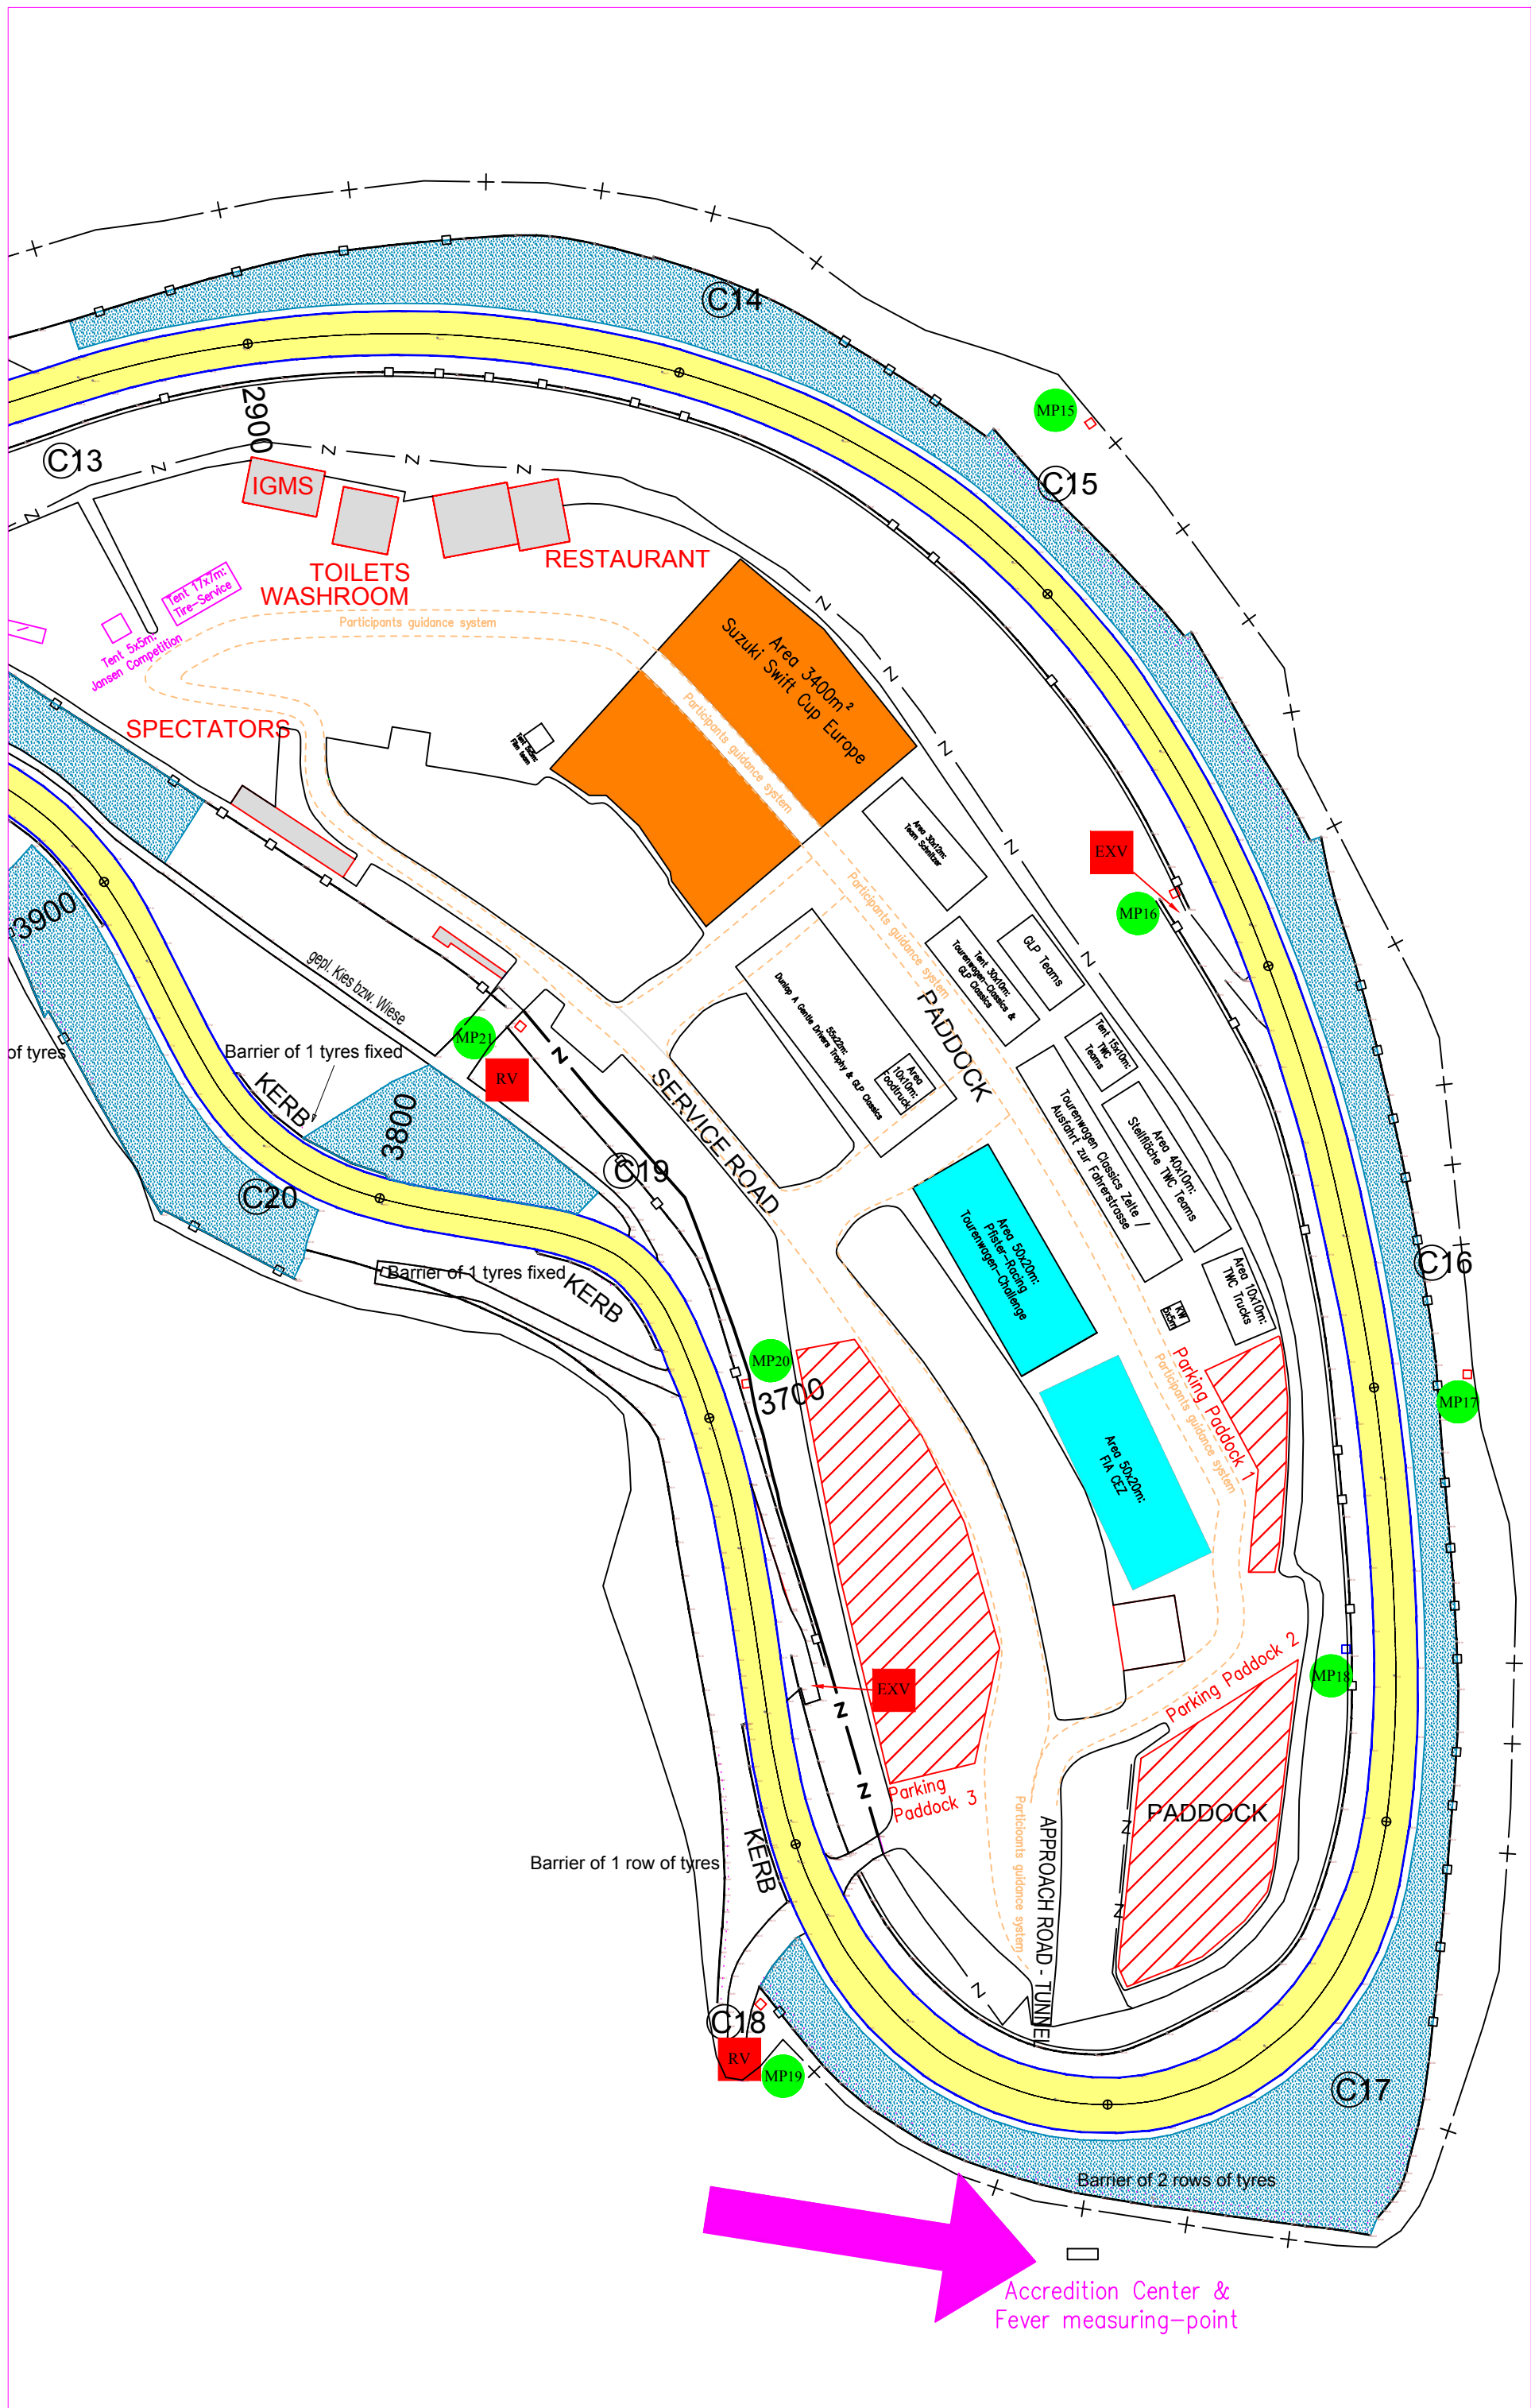 C14
MP15
2900
C13
C15
IGMS
RESTAURANT
TOILETS
WASHROOM
Tent 17x7m:
Tire-Service
Participants guidance system
Tent 5x5m:
Jansen Competition
Area 3400m²
Suzuki Swift Cup Europe
Participants guidance system
SPECTATORS
EXV
Area 30x12m:
Team Schnitzer
MP16
Participants guidance system
3900
Tent 30x10m:
Tourenwagen-Classics &
GLP Classics
GLP Teams
gepl. Kies bzw. Wiese
55x22m:
Dunlop A Gentle Drivers Trophy & GLP Classics
PADDOCK
MP21
of tyres
Barrier of 1 tyres fixed
RV
Tent 15x10m:
TWC
Teams
Area
10x10m:
Foodtruck
KERB
3800
SERVICE ROAD
Tourenwagen Classics Zelte /
Ausfahrt zur Fahrerstrasse
Area 40x10m:
Stellfläche TWC Teams
C19
C20
Area 50x20m:
Pfister-Racing
Tourenwagen-Challenge
C16
Barrier of 1 tyres fixed
KERB
Area 10x10m:
TWC Trucks
KW
5x5m
MP20
3700
Parking Paddock 1
Participants guidance system
MP17
Area 50x20m:
FIA CEZ
Parking Paddock 2
MP18
EXV
Parking
Paddock 3
PADDOCK
Participants guidance system
APPROACH ROAD - TUNNEL
Barrier of 1 row of tyres
KERB
C18
RV
MP19
C17
Barrier of 2 rows of tyres
Accredition Center &
Fever measuring-point